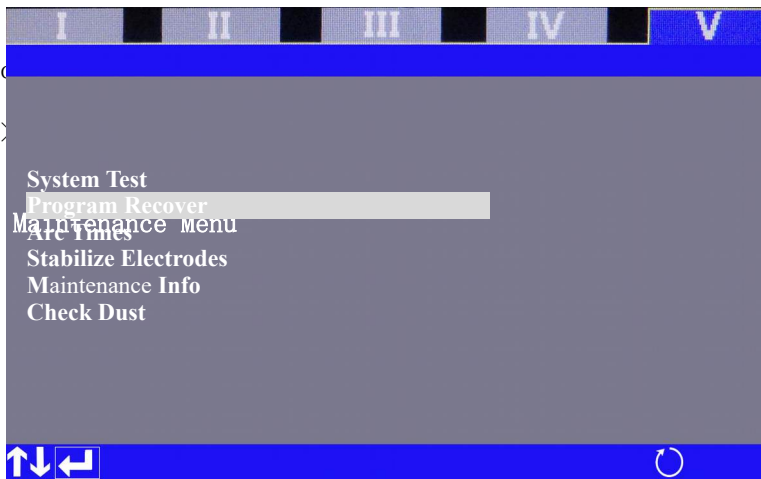 I II III IV V
System Test
Program Recover
Maintenance Menu
Arc Times
Stabilize Electrodes
Maintenance Info
Check Dust